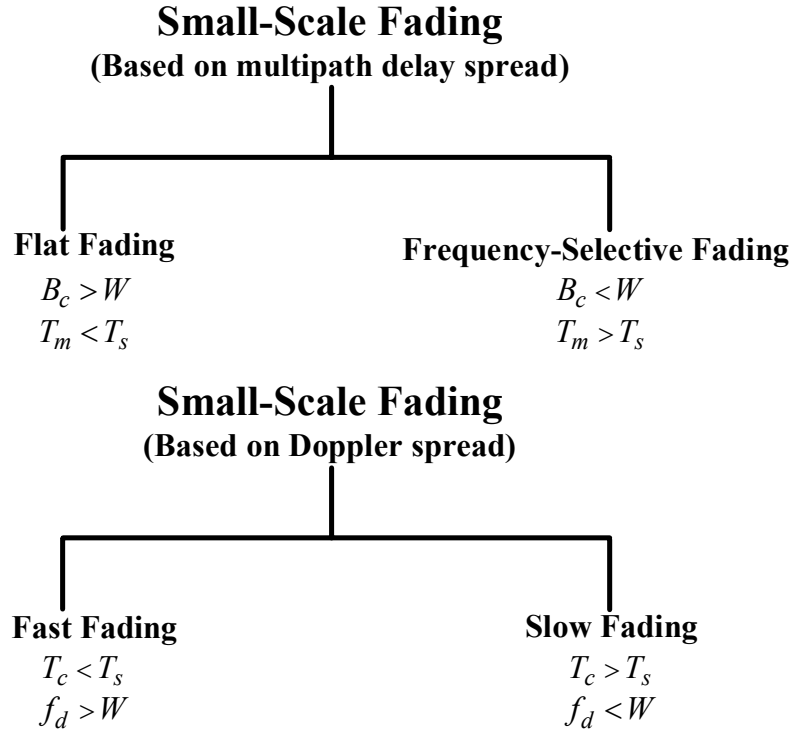 Small-Scale Fading
(Based on multipath delay spread)
Flat Fading
B_c > W
T_m < T_s
Frequency-Selective Fading
B_c < W
T_m > T_s
Small-Scale Fading
(Based on Doppler spread)
Fast Fading
T_c < T_s
f_d > W
Slow Fading
T_c > T_s
f_d < W